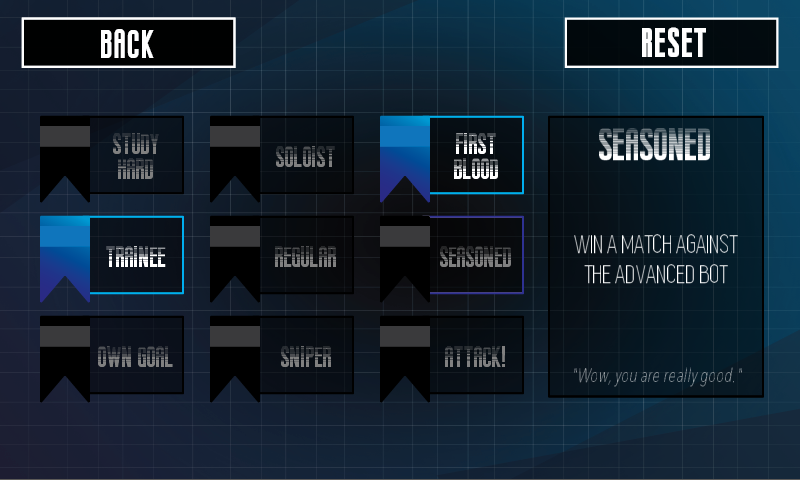 BACK
RESET
STUDY
HARD
SOLOIST
FIRST
BLOOD
TRAINEE
REGULAR
SEASONED
OWN GOAL
SNIPER
ATTACK!
SEASONED
WIN A MATCH AGAINST
THE ADVANCED BOT
"Wow, you are really good."